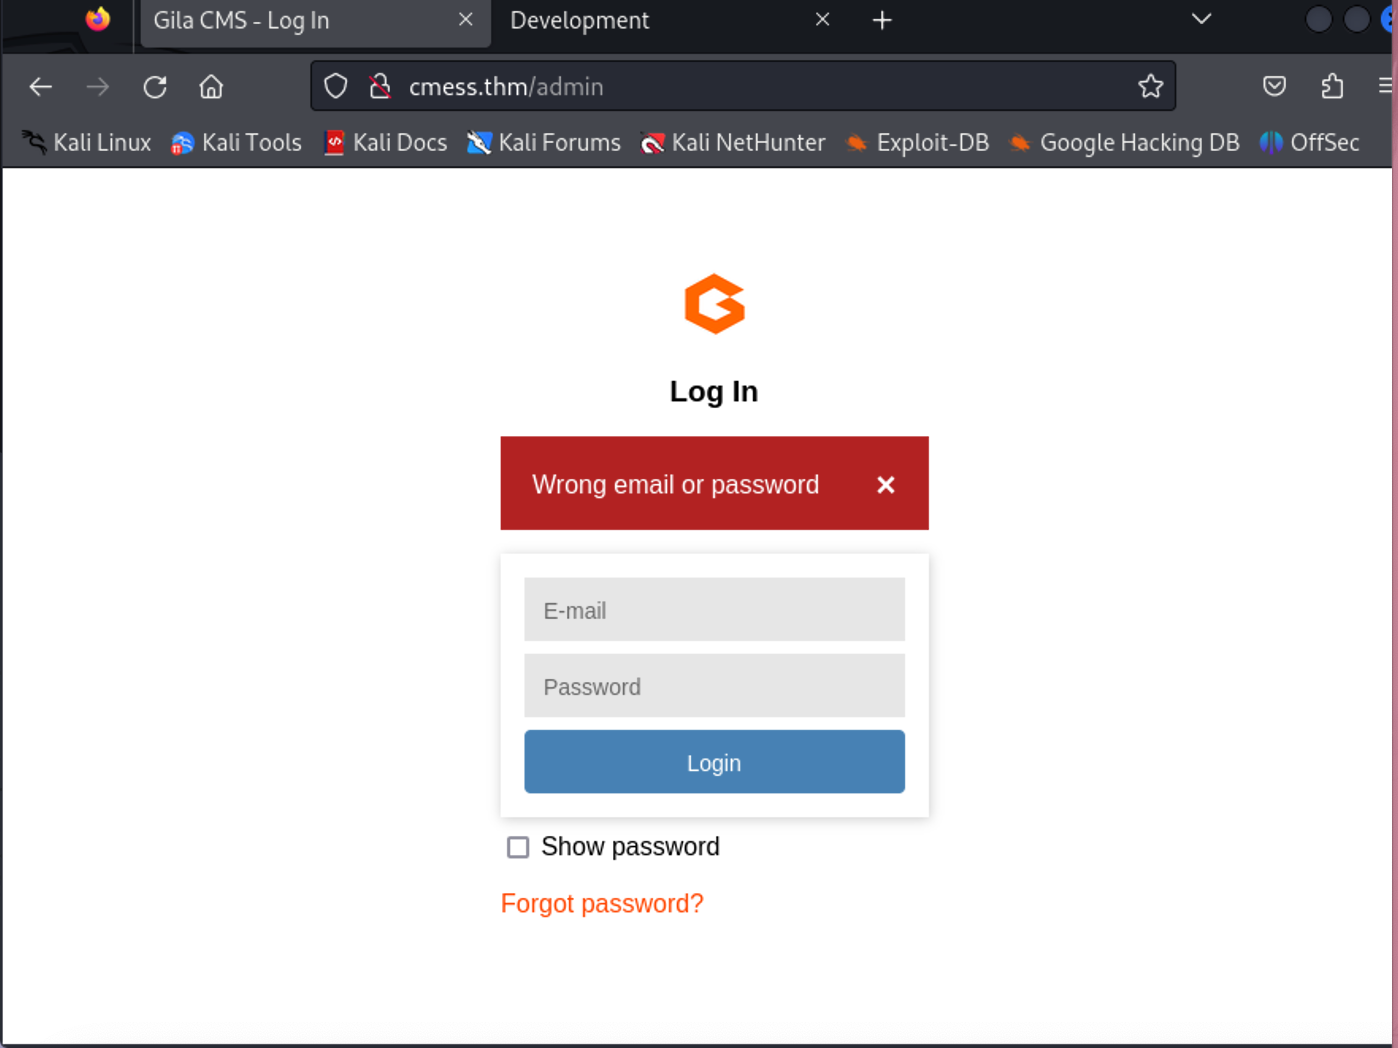 Gila CMS - Log In
Development
cmess.thm/admin
Kali Linux Kali Tools Kali Docs Kali Forums Kali NetHunter Exploit-DB Google Hacking DB OffSec
Log In
Wrong email or password
E-mail
Password
Login
Show password
Forgot password?